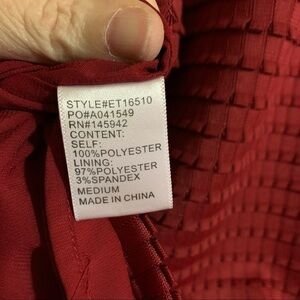 STYLE#ET16510
PO#A041549
RN#145942
CONTENT:
SELF:
100%POLYESTER
LINING:
97%POLYESTER
3%SPANDEX
MEDIUM
MADE IN CHINA